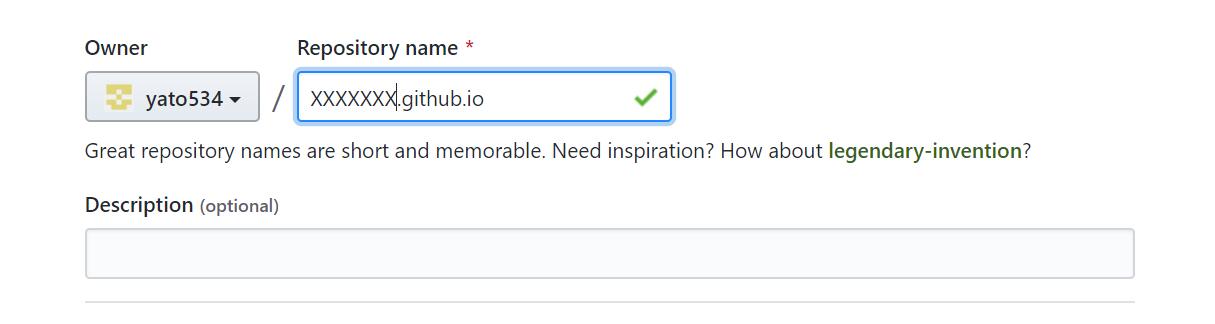 Owner Repository name *
yato534 / XXXXXXX.github.io
Great repository names are short and memorable. Need inspiration? How about legendary-invention?
Description (optional)